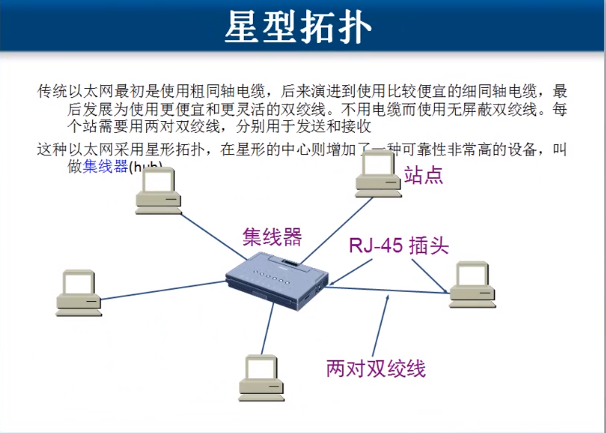 星型拓扑
传统以太网最初是使用粗同轴电缆，后来演进到使用比较便宜的细同轴电缆，最
后发展为使用更便宜和更灵活的双绞线。不用电缆而使用无屏蔽双绞线。每
个站需要用两对双绞线，分别用于发送和接收
这种以太网采用星形拓扑，在星形的中心则增加了一种可靠性非常高的设备，叫
做集线器(hub)
站点
集线器
RJ-45 插头
两对双绞线